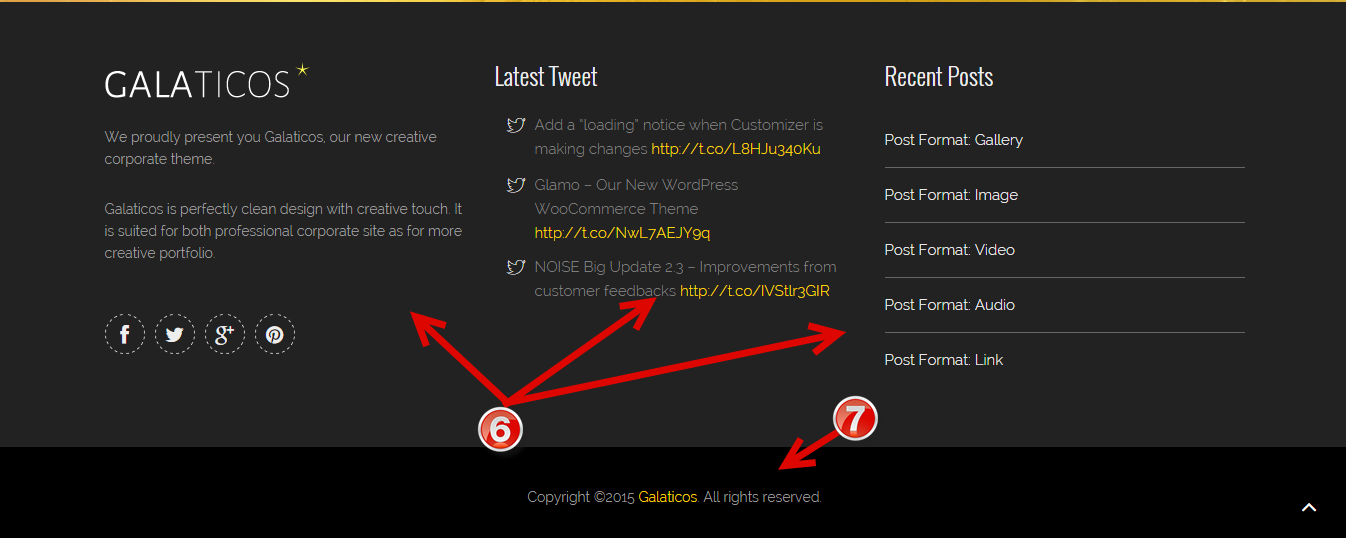 GALATICOS
We proudly present you Galaticos, our new creative
corporate theme.
Galaticos is perfectly clean design with creative touch. It
is suited for both professional corporate site as for more
creative portfolio.
Latest Tweet
Add a "loading" notice when Customizer is
making changes http://t.co/L8HJu340Ku
Glamo – Our New WordPress
WooCommerce Theme
http://t.co/NwL7AEJY9q
NOISE Big Update 2.3 – Improvements from
customer feedbacks http://t.co/IVStlr3GIR
Recent Posts
Post Format: Gallery
Post Format: Image
Post Format: Video
Post Format: Audio
Post Format: Link
6
7
Copyright ©2015 Galaticos. All rights reserved.